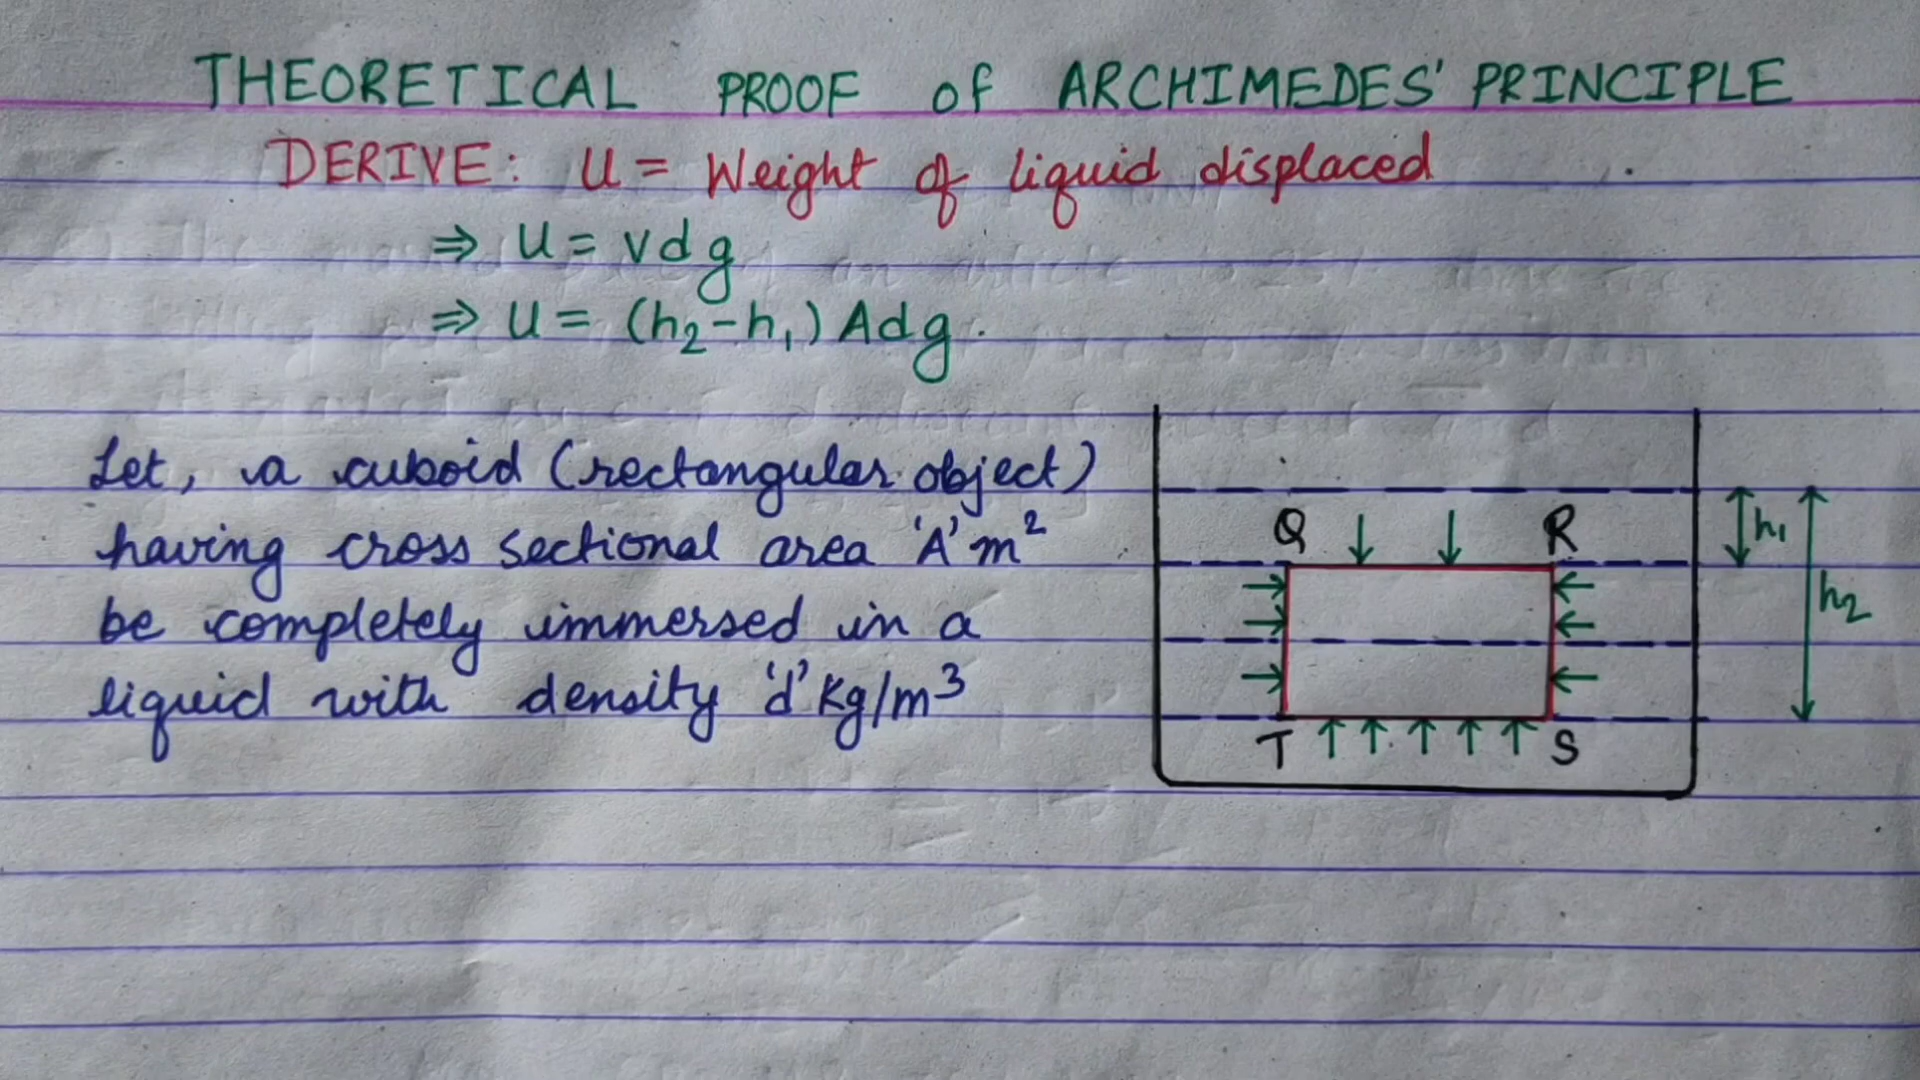 THEORETICAL PROOF of ARCHIMEDES' PRINCIPLE
DERIVE: U = Weight of liquid displaced
⇒ U = vdg
⇒ U = (h₂-h₁) Adg.
Let, a cuboid (rectangular object)
having cross sectional area 'A' m²
be completely immersed in a
liquid with density 'd' Kg/m³
Q R h₁
h₂
T S